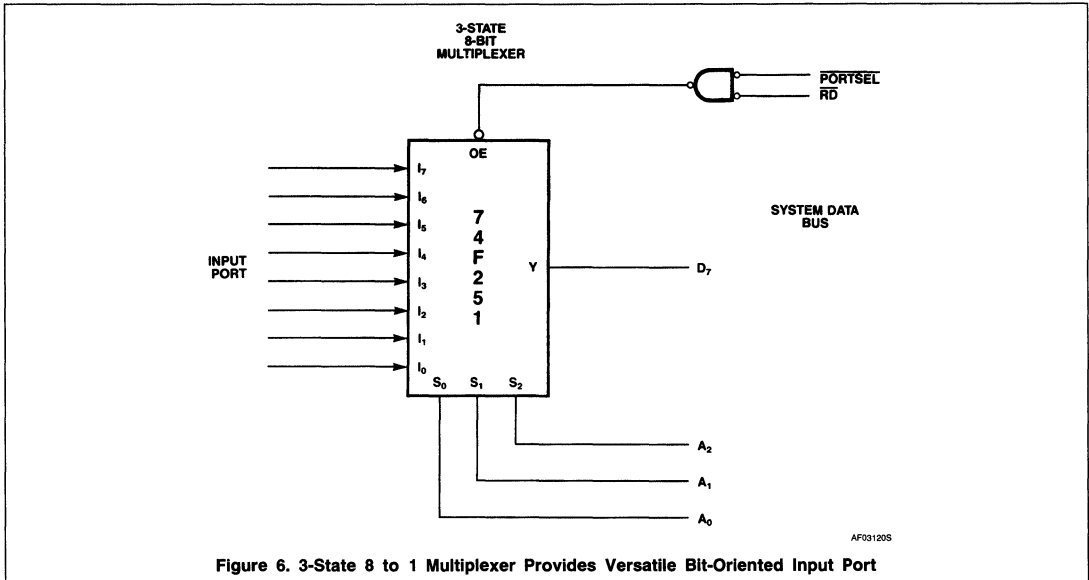 3-STATE
8-BIT
MULTIPLEXER
PORTSEL
RD
OE
I7
I6
I5
I4
I3
I2
I1
I0
INPUT
PORT
7
4
F
2
5
1
Y
D7
SYSTEM DATA
BUS
S0 S1 S2
A2
A1
A0
AF03120S
Figure 6. 3-State 8 to 1 Multiplexer Provides Versatile Bit-Oriented Input Port